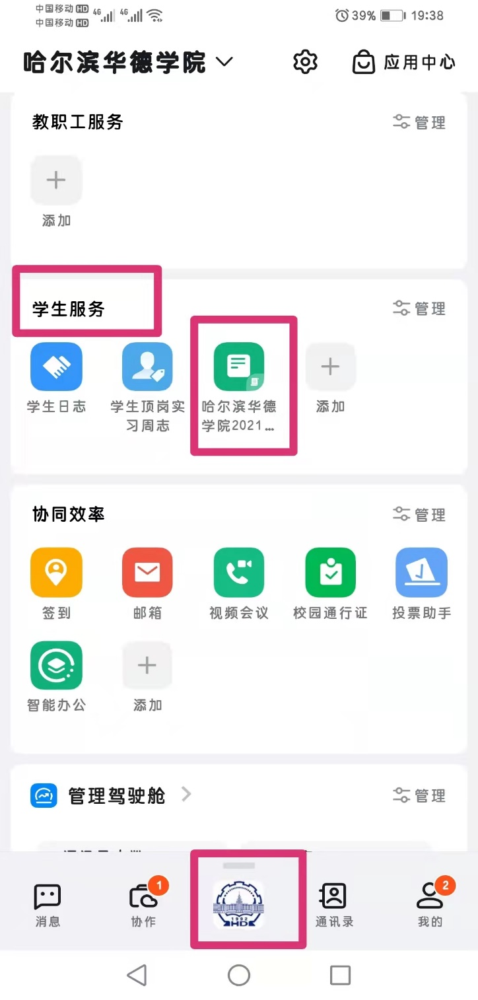 中国移动 HD 4G 4G
39% 19:38
中国移动 HD
哈尔滨华德学院
应用中心
教职工服务
管理
添加
学生服务
管理
学生日志
学生顶岗实
习周志
哈尔滨华德
学院2021...
添加
协同效率
管理
签到
邮箱
视频会议
校园通行证
投票助手
智能办公
添加
管理驾驶舱
管理
1
2
1992
HD
消息
协作
通讯录
我的